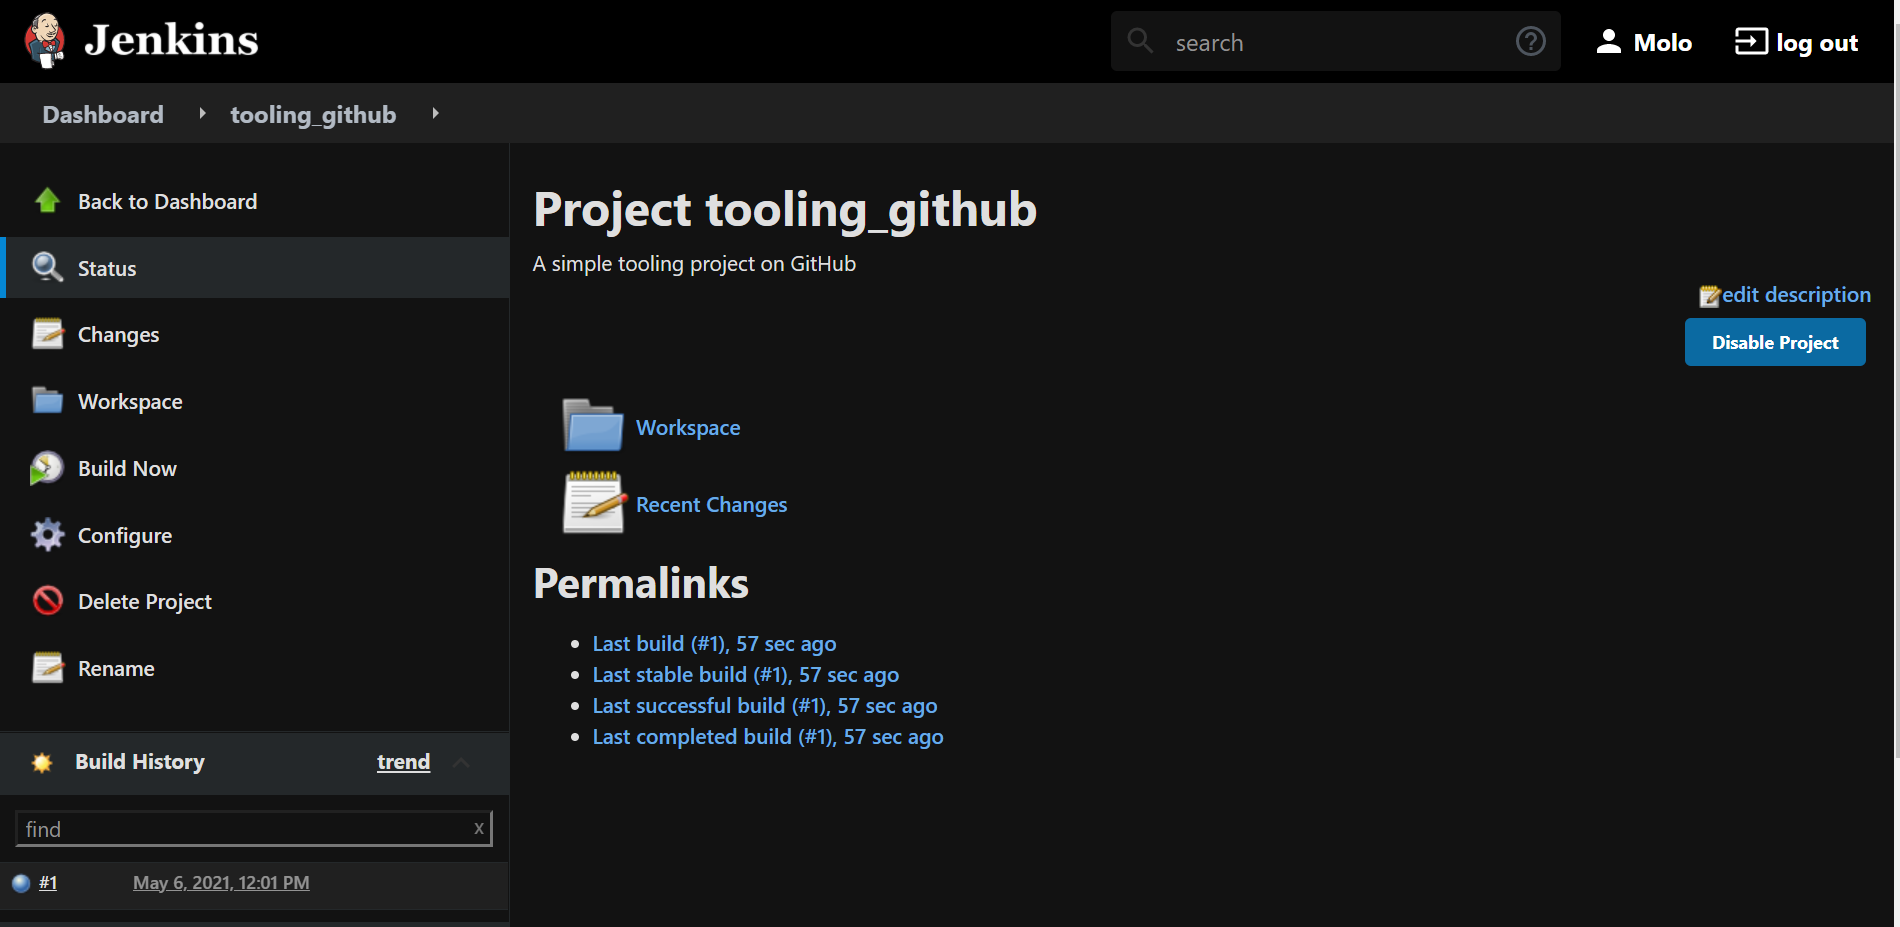 Jenkins
search
Molo
log out
Dashboard
tooling_github
Back to Dashboard
Status
Changes
Workspace
Build Now
Configure
Delete Project
Rename
Build History
trend
find
x
#1
May 6, 2021, 12:01 PM
Project tooling_github
A simple tooling project on GitHub
edit description
Disable Project
Workspace
Recent Changes
Permalinks
Last build (#1), 57 sec ago
Last stable build (#1), 57 sec ago
Last successful build (#1), 57 sec ago
Last completed build (#1), 57 sec ago